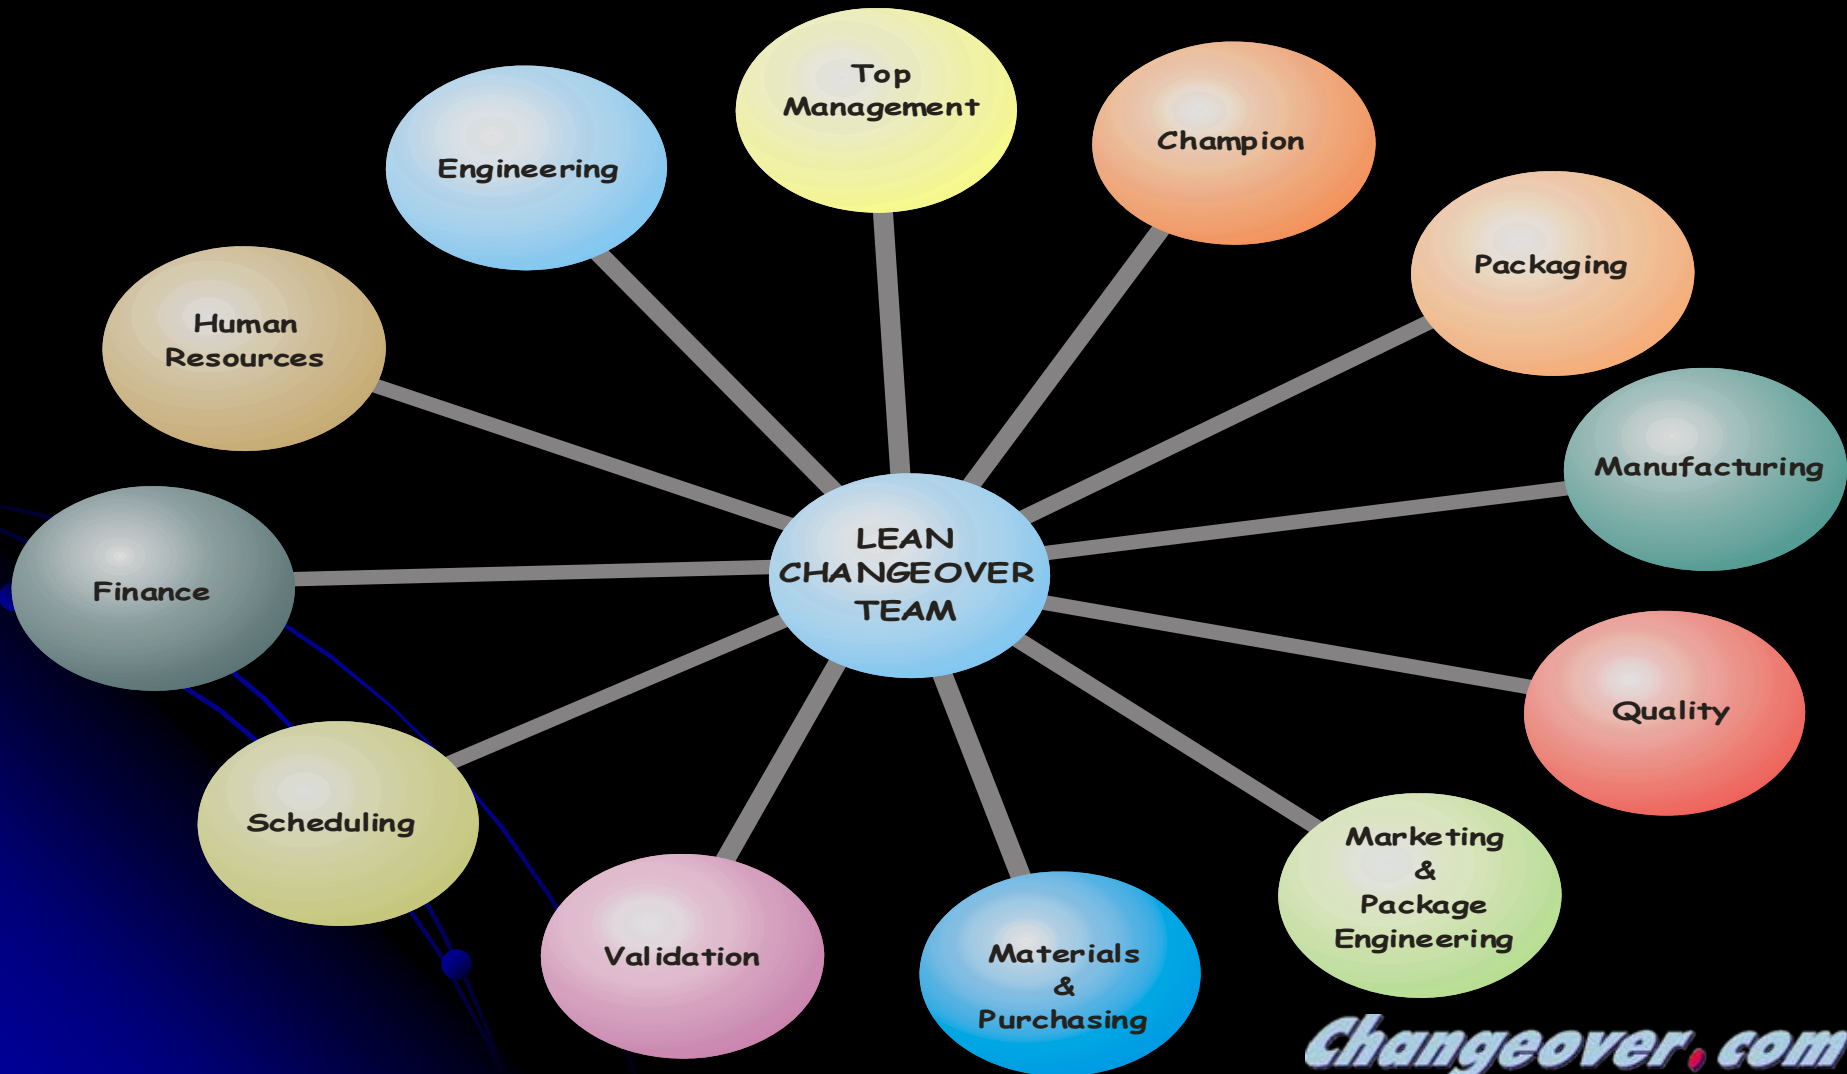 Top
Management
Champion
Engineering
Packaging
Human
Resources
Manufacturing
LEAN
CHANGEOVER
TEAM
Finance
Quality
Scheduling
Marketing
&
Package
Engineering
Validation
Materials
&
Purchasing
Changeover.com